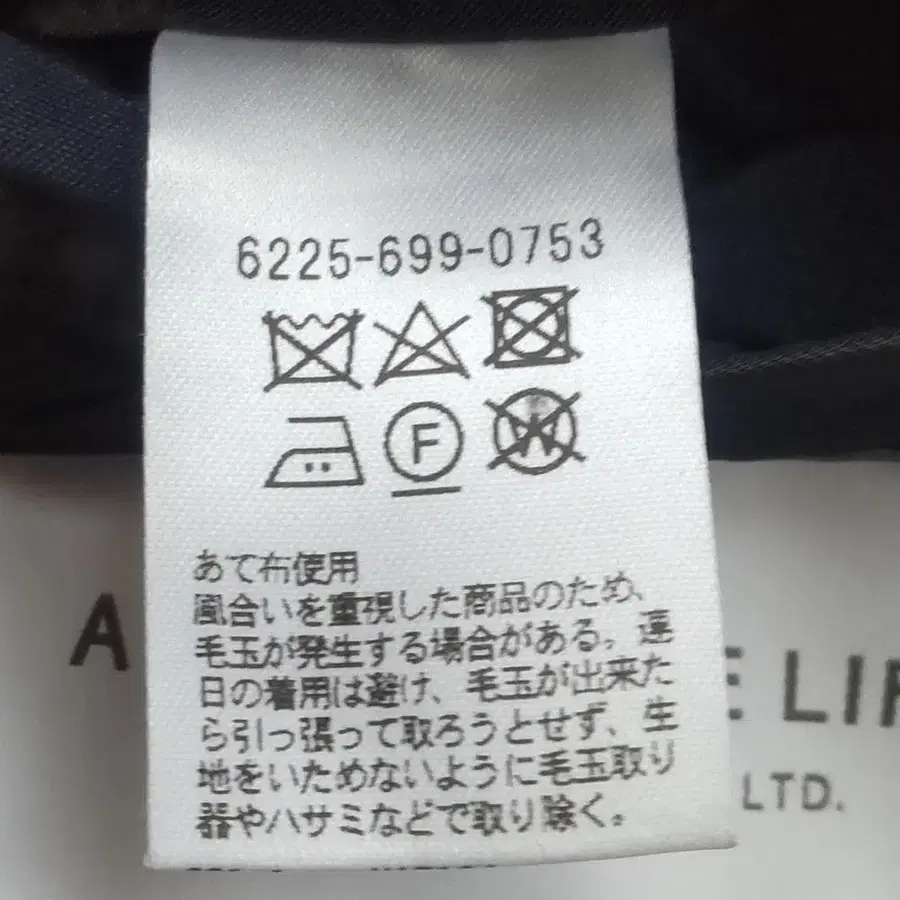 6225-699-0753
F
W
あて布使用
風合いを重視した商品のため、
毛玉が発生する場合がある。連
日の着用は避け、毛玉が出来た
ら引っ張って取ろうとせず、生
地をいためないように毛玉取り
器やハサミなどで取り除く。
A
E LIF
LTD.